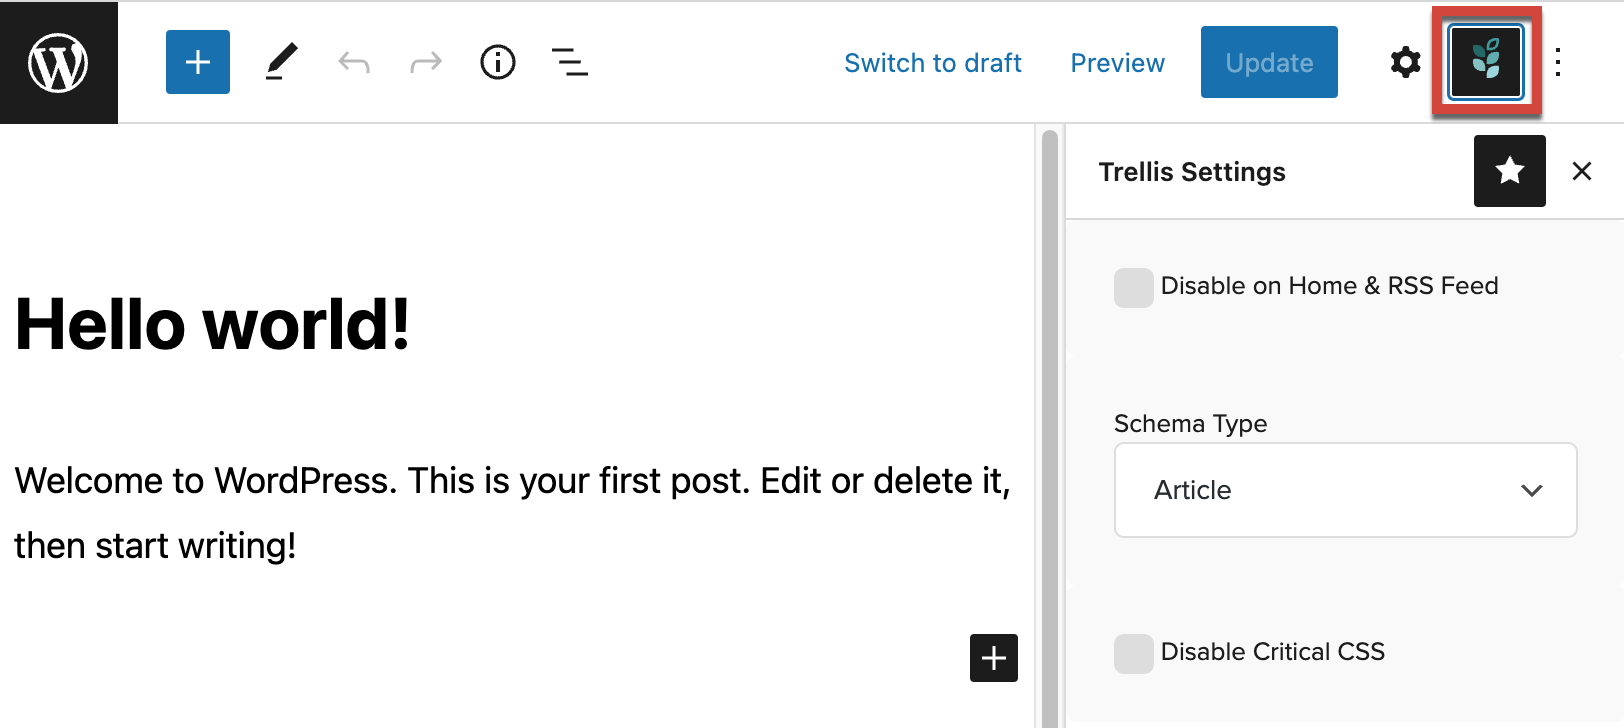 Switch to draft
Preview
Update
Trellis Settings
Disable on Home & RSS Feed
Schema Type
Article
Disable Critical CSS
Hello world!
Welcome to WordPress. This is your first post. Edit or delete it,
then start writing!